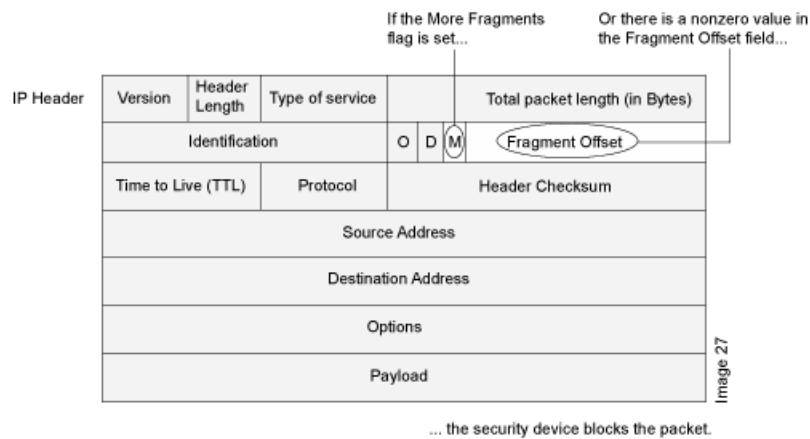 If the More Fragments
flag is set...
Or there is a nonzero value in
the Fragment Offset field...
IP Header
Version
Header
Length
Type of service
Total packet length (in Bytes)
Identification
O
D
M
Fragment Offset
Time to Live (TTL)
Protocol
Header Checksum
Source Address
Destination Address
Options
Payload
Image 27
... the security device blocks the packet.